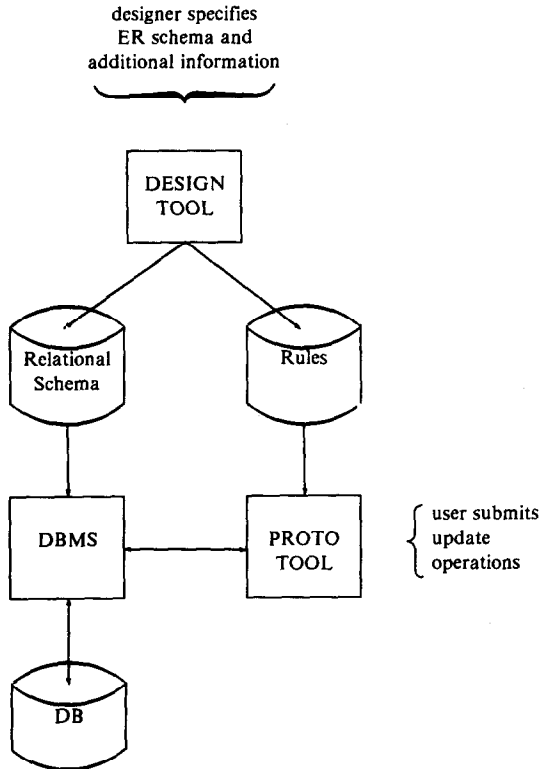 designer specifies
ER schema and
additional information
DESIGN
TOOL
Relational
Schema
Rules
DBMS
PROTO
TOOL
user submits
update
operations
DB